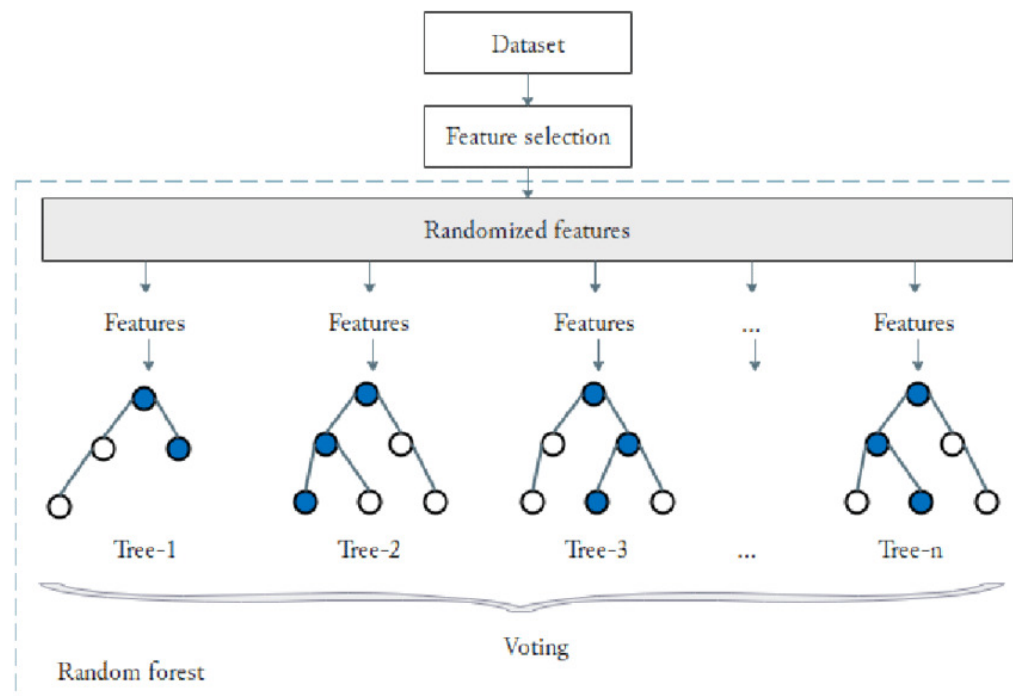 Dataset
Feature selection
Randomized features
Features Features Features ... Features
Tree-1 Tree-2 Tree-3 ... Tree-n
Voting
Random forest